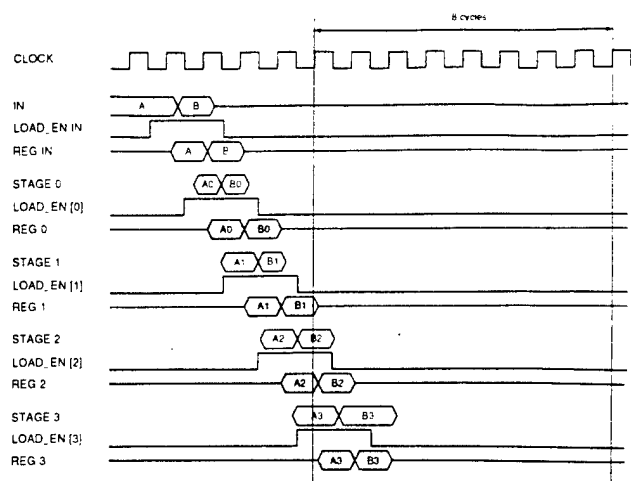 8 cycles
CLOCK
IN A B
LOAD_EN IN
REG IN A B
STAGE 0 A0 B0
LOAD_EN [0]
REG 0 A0 B0
STAGE 1 A1 B1
LOAD_EN [1]
REG 1 A1 B1
STAGE 2 A2 B2
LOAD_EN [2]
REG 2 A2 B2
STAGE 3 A3 B3
LOAD_EN [3]
REG 3 A3 B3